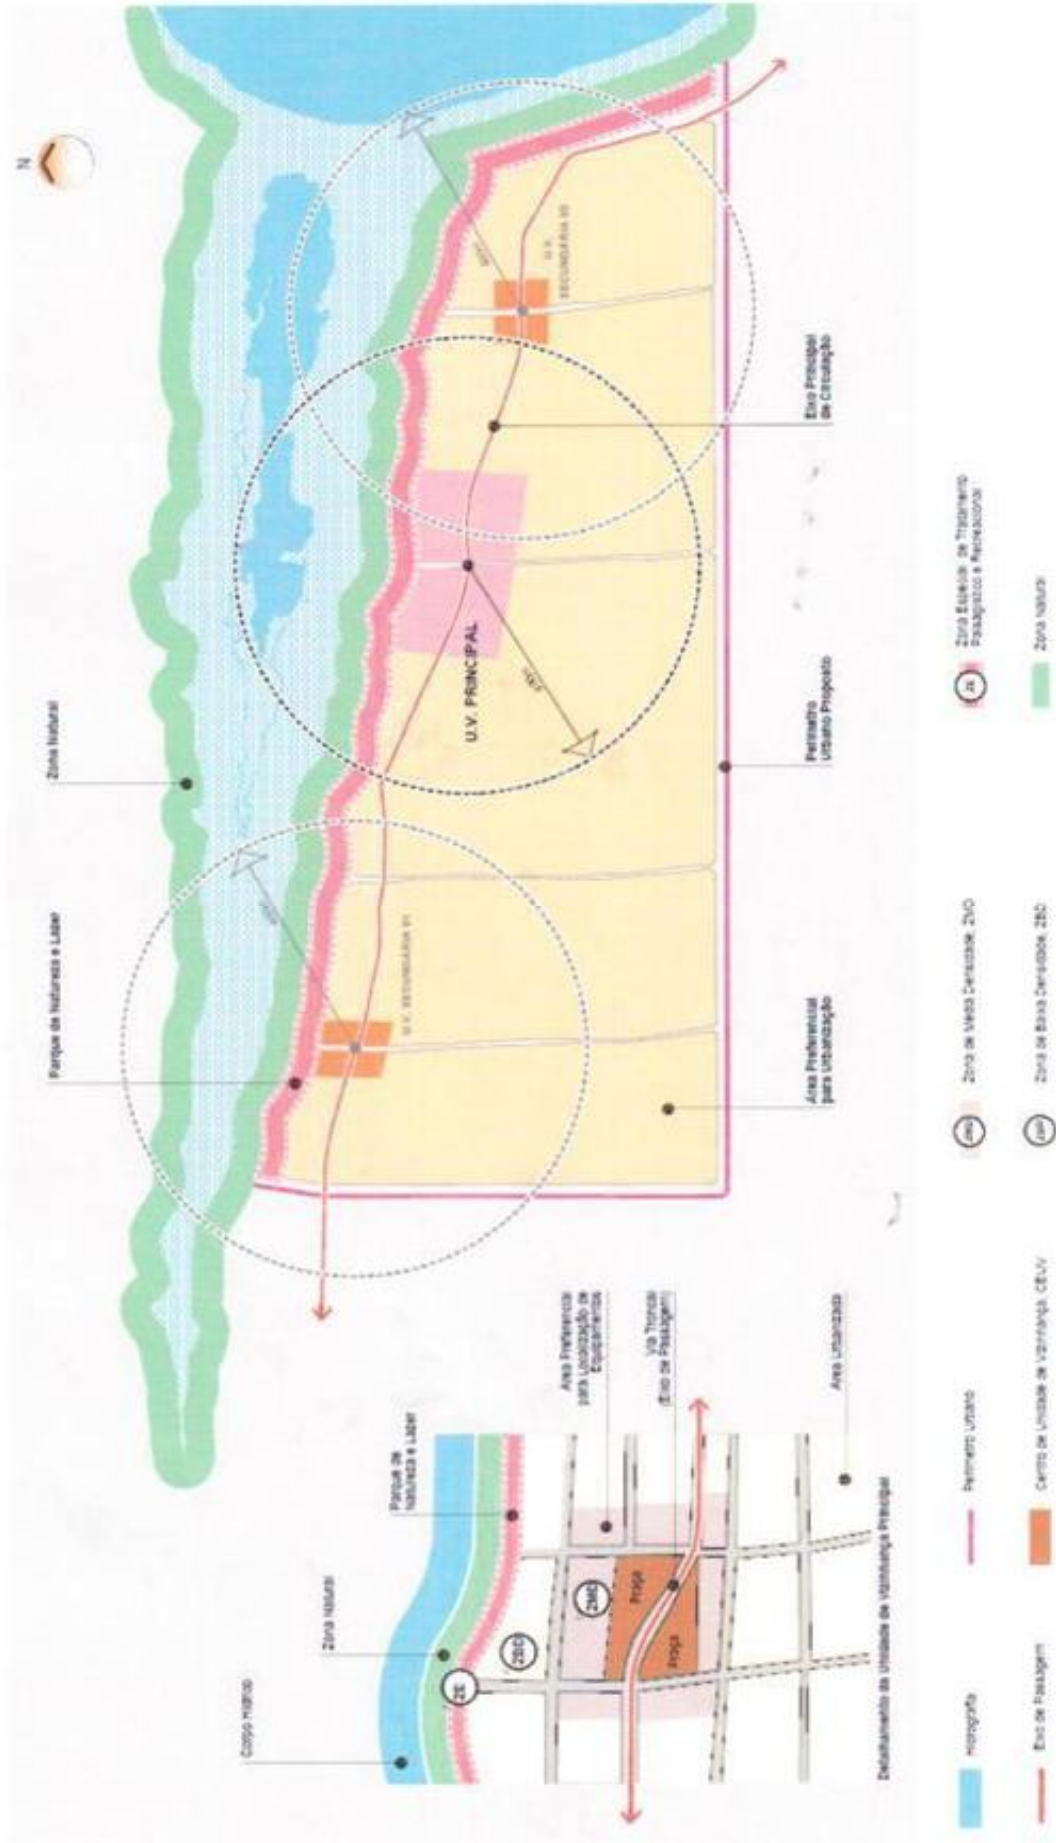 N
Zona Natural
Parque de Natureza e Lazer
U.V. PRINCIPAL
U.V. SECUNDÁRIA 01
U.V.
Eixo Principal
de Circulação
Perímetro
Urbano Proposto
Área Preferencial
para Urbanização
Corpo Hídrico
Zona Natural
Parque de
Natureza e Lazer
Área Preferencial
para Localização de
Equipamentos
Via Troncal
(Eixo de Passagem)
Área Urbanizada
ZE
ZBD
ZMD
Praça
Praça
Detalhamento da Unidade de Vizinhança Principal
Hidrografia
Perímetro Urbano
Zona de Média Densidade, ZMD
ZE
Zona Especial de Tratamento
Paisagístico e Recreacional
Eixo de Passagem
Centro de Unidade de Vizinhança, CEUV
Zona de Baixa Densidade, ZBD
Zona Natural